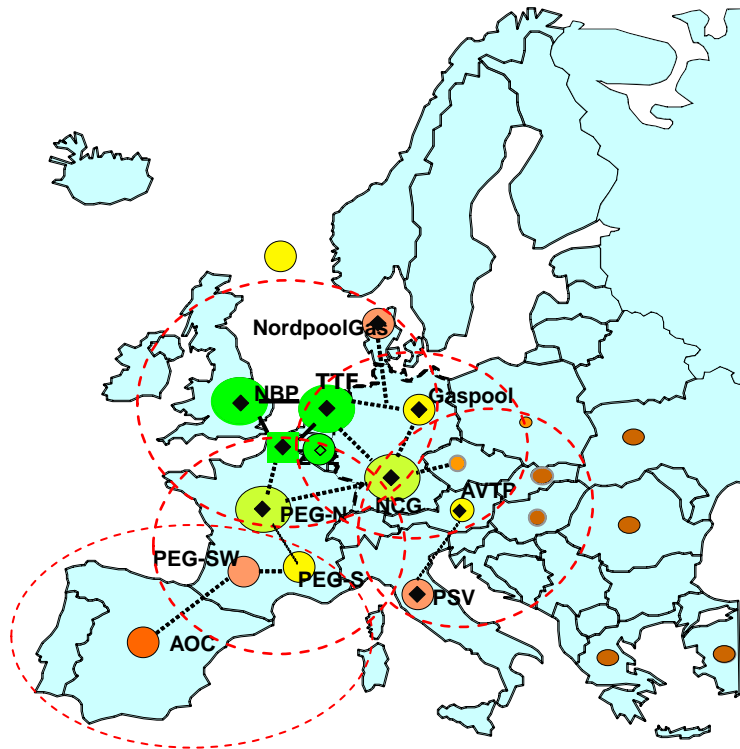 NordpoolGas
TTF
NBP
Gaspool
AVTP
NCG
PEG-N
PEG-SW
PEG-S
PSV
AOC